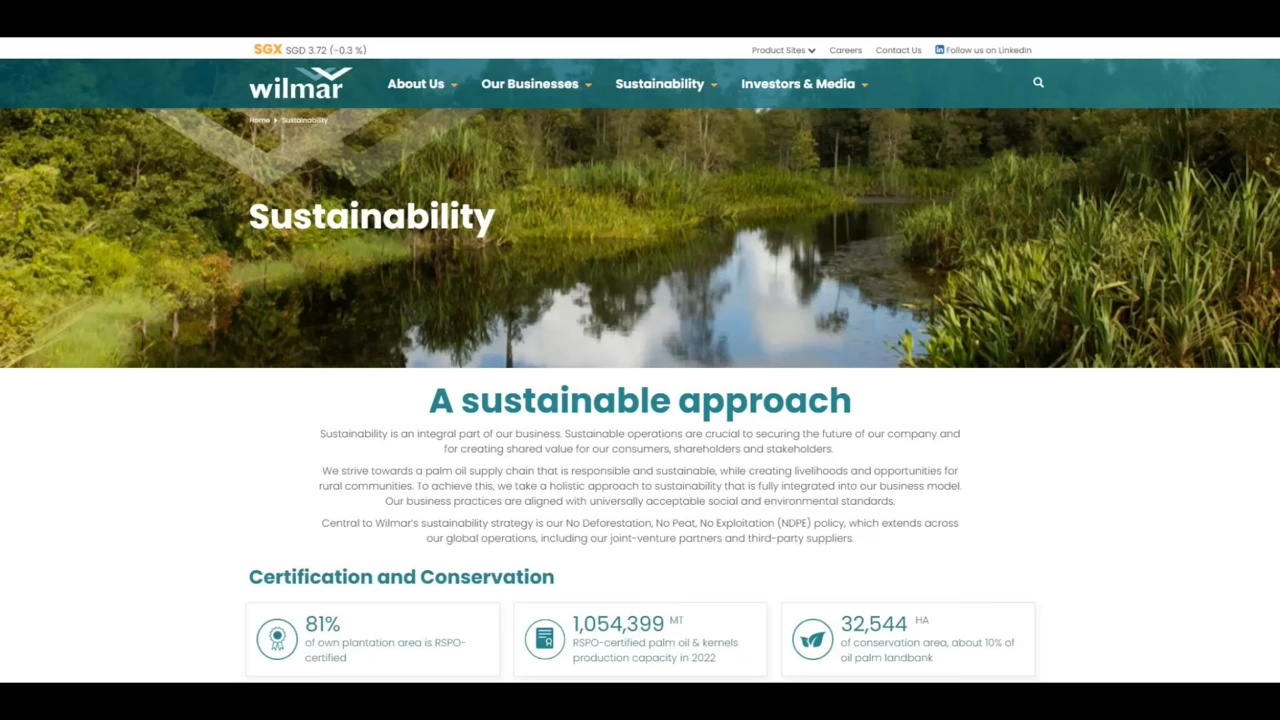 SGX SGD 3.72 (-0.3 %)
Product Sites Careers Contact Us Follow us on LinkedIn
wilmar About Us Our Businesses Sustainability Investors & Media
Home Sustainability
Sustainability
A sustainable approach
Sustainability is an integral part of our business. Sustainable operations are crucial to securing the future of our company and
for creating shared value for our consumers, shareholders and stakeholders.
We strive towards a palm oil supply chain that is responsible and sustainable, while creating livelihoods and opportunities for
rural communities. To achieve this, we take a holistic approach to sustainability that is fully integrated into our business model.
Our business practices are aligned with universally acceptable social and environmental standards.
Central to Wilmar's sustainability strategy is our No Deforestation, No Peat, No Exploitation (NDPE) policy, which extends across
our global operations, including our joint-venture partners and third-party suppliers.
Certification and Conservation
81%
of own plantation area is RSPO-
certified
1,054,399 MT
RSPO-certified palm oil & kernels
production capacity in 2022
32,544 HA
of conservation area, about 10% of
oil palm landbank